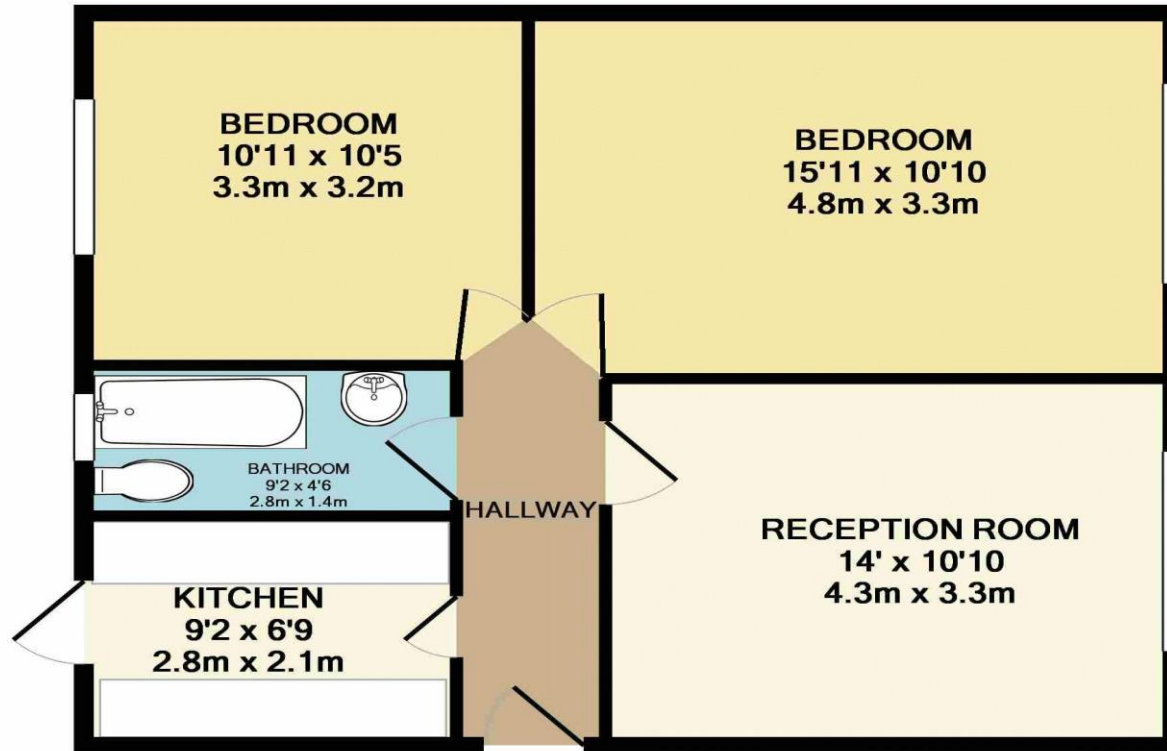 BEDROOM
10'11 x 10'5
3.3m x 3.2m
BEDROOM
15'11 x 10'10
4.8m x 3.3m
BATHROOM
9'2 x 4'6
2.8m x 1.4m
HALLWAY
RECEPTION ROOM
14' x 10'10
4.3m x 3.3m
KITCHEN
9'2 x 6'9
2.8m x 2.1m